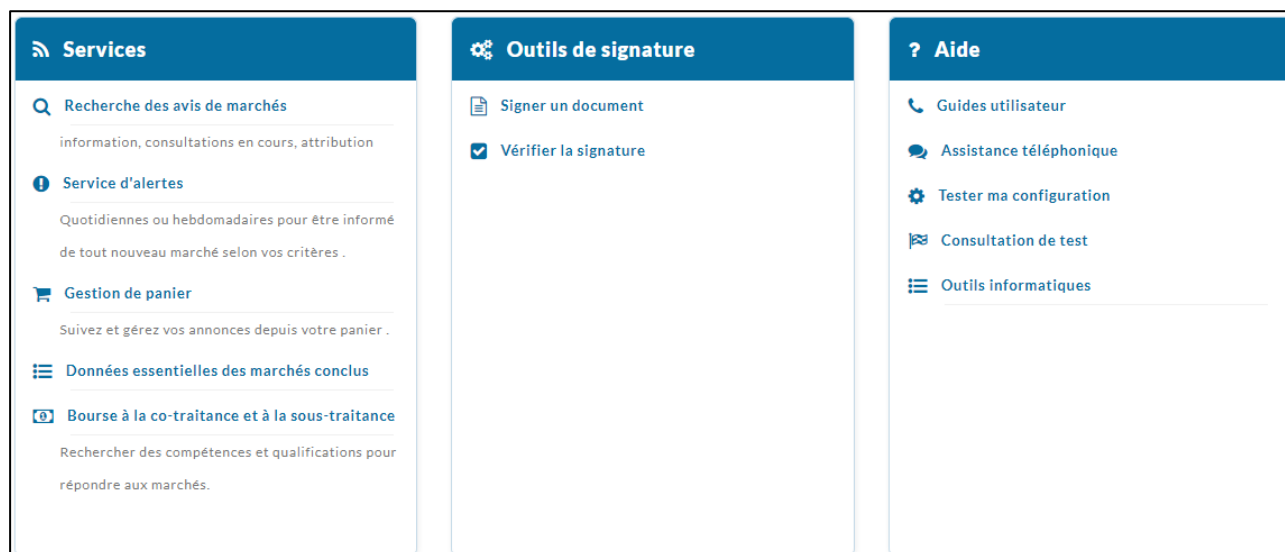 Services
Recherche des avis de marchés
information, consultations en cours, attribution
Service d'alertes
Quotidiennes ou hebdomadaires pour être informé
de tout nouveau marché selon vos critères .
Gestion de panier
Suivez et gérez vos annonces depuis votre panier .
Données essentielles des marchés conclus
Bourse à la co-traitance et à la sous-traitance
Rechercher des compétences et qualifications pour
répondre aux marchés.
Outils de signature
Signer un document
Vérifier la signature
? Aide
Guides utilisateur
Assistance téléphonique
Tester ma configuration
Consultation de test
Outils informatiques